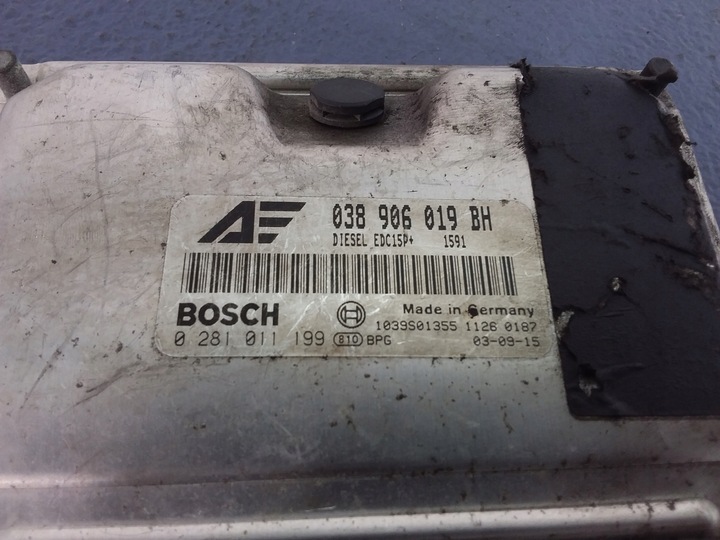 AE 038 906 019 BH
DIESEL EDC15P+ 1591
BOSCH Made in Germany
1039S01355 1126 0187
0 281 011 199 810 BPG 03-09-15